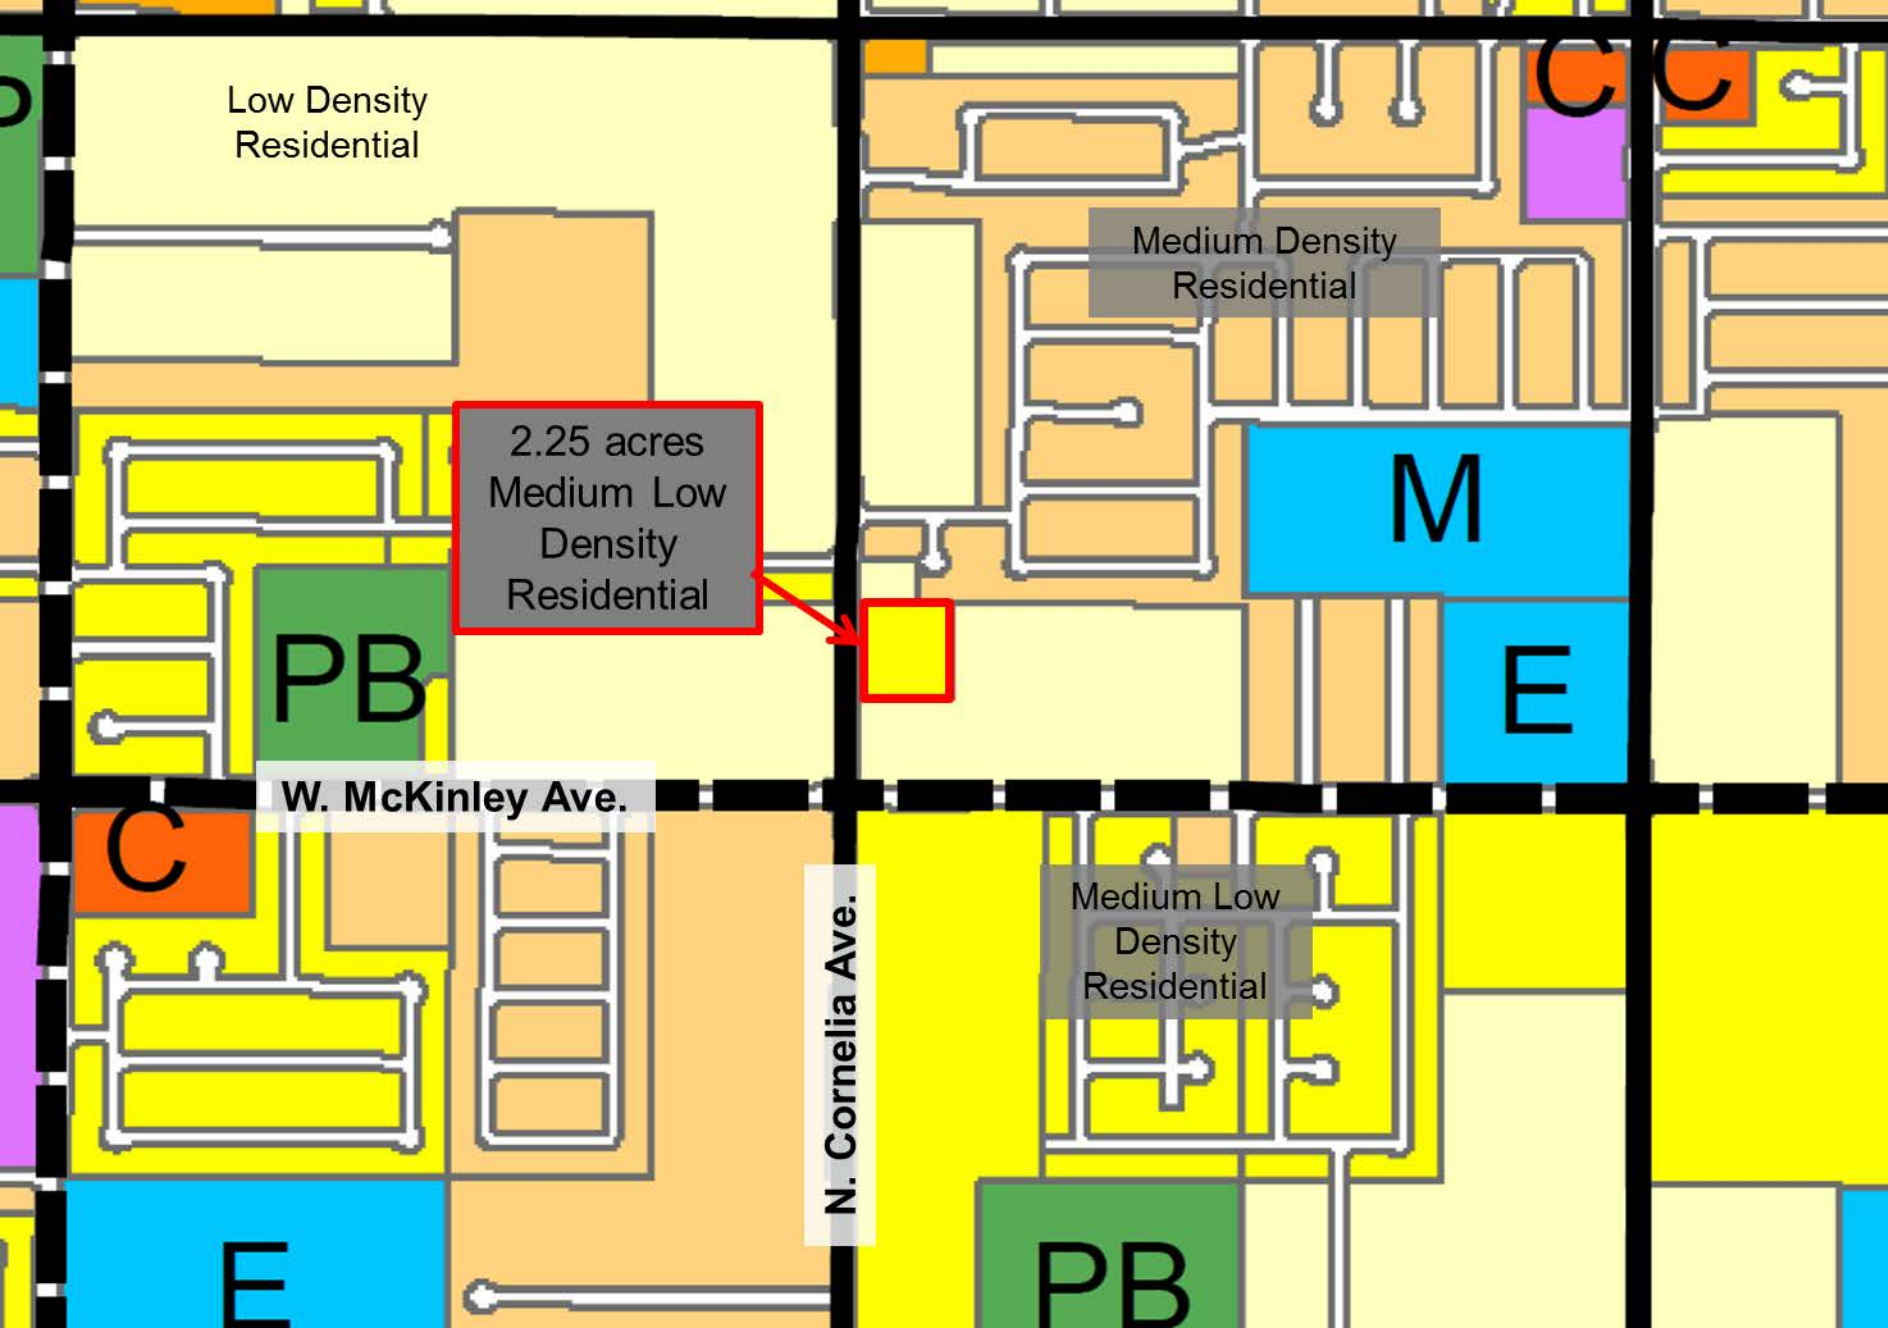 P
Low Density
Residential
C
C
Medium Density
Residential
2.25 acres
Medium Low
Density
Residential
M
PB
E
W. McKinley Ave.
C
N. Cornelia Ave.
Medium Low
Density
Residential
E
PB